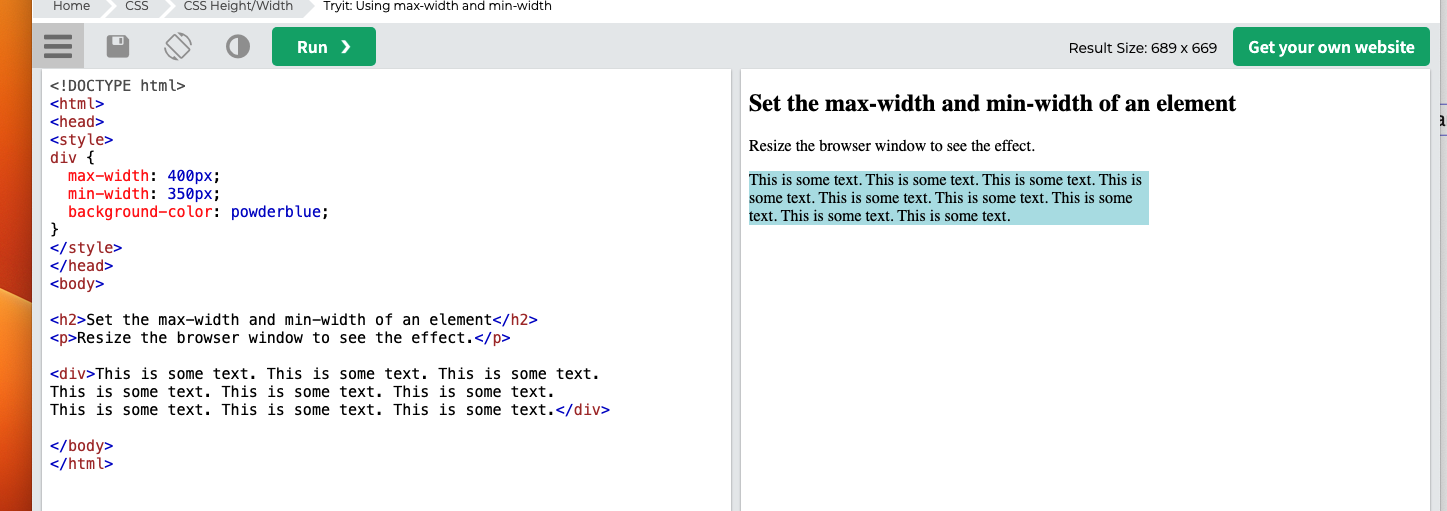 Home CSS CSS Height/Width Tryit: Using max-width and min-width
Run ❯ Result Size: 689 x 669 Get your own website
<!DOCTYPE html>
<html>
<head>
<style>
div {
  max-width: 400px;
  min-width: 350px;
  background-color: powderblue;
}
</style>
</head>
<body>
<h2>Set the max-width and min-width of an element</h2>
<p>Resize the browser window to see the effect.</p>
<div>This is some text. This is some text. This is some text.
This is some text. This is some text. This is some text.
This is some text. This is some text. This is some text.</div>
</body>
</html>
Set the max-width and min-width of an element
Resize the browser window to see the effect.
This is some text. This is some text. This is some text. This is
some text. This is some text. This is some text. This is some
text. This is some text. This is some text.